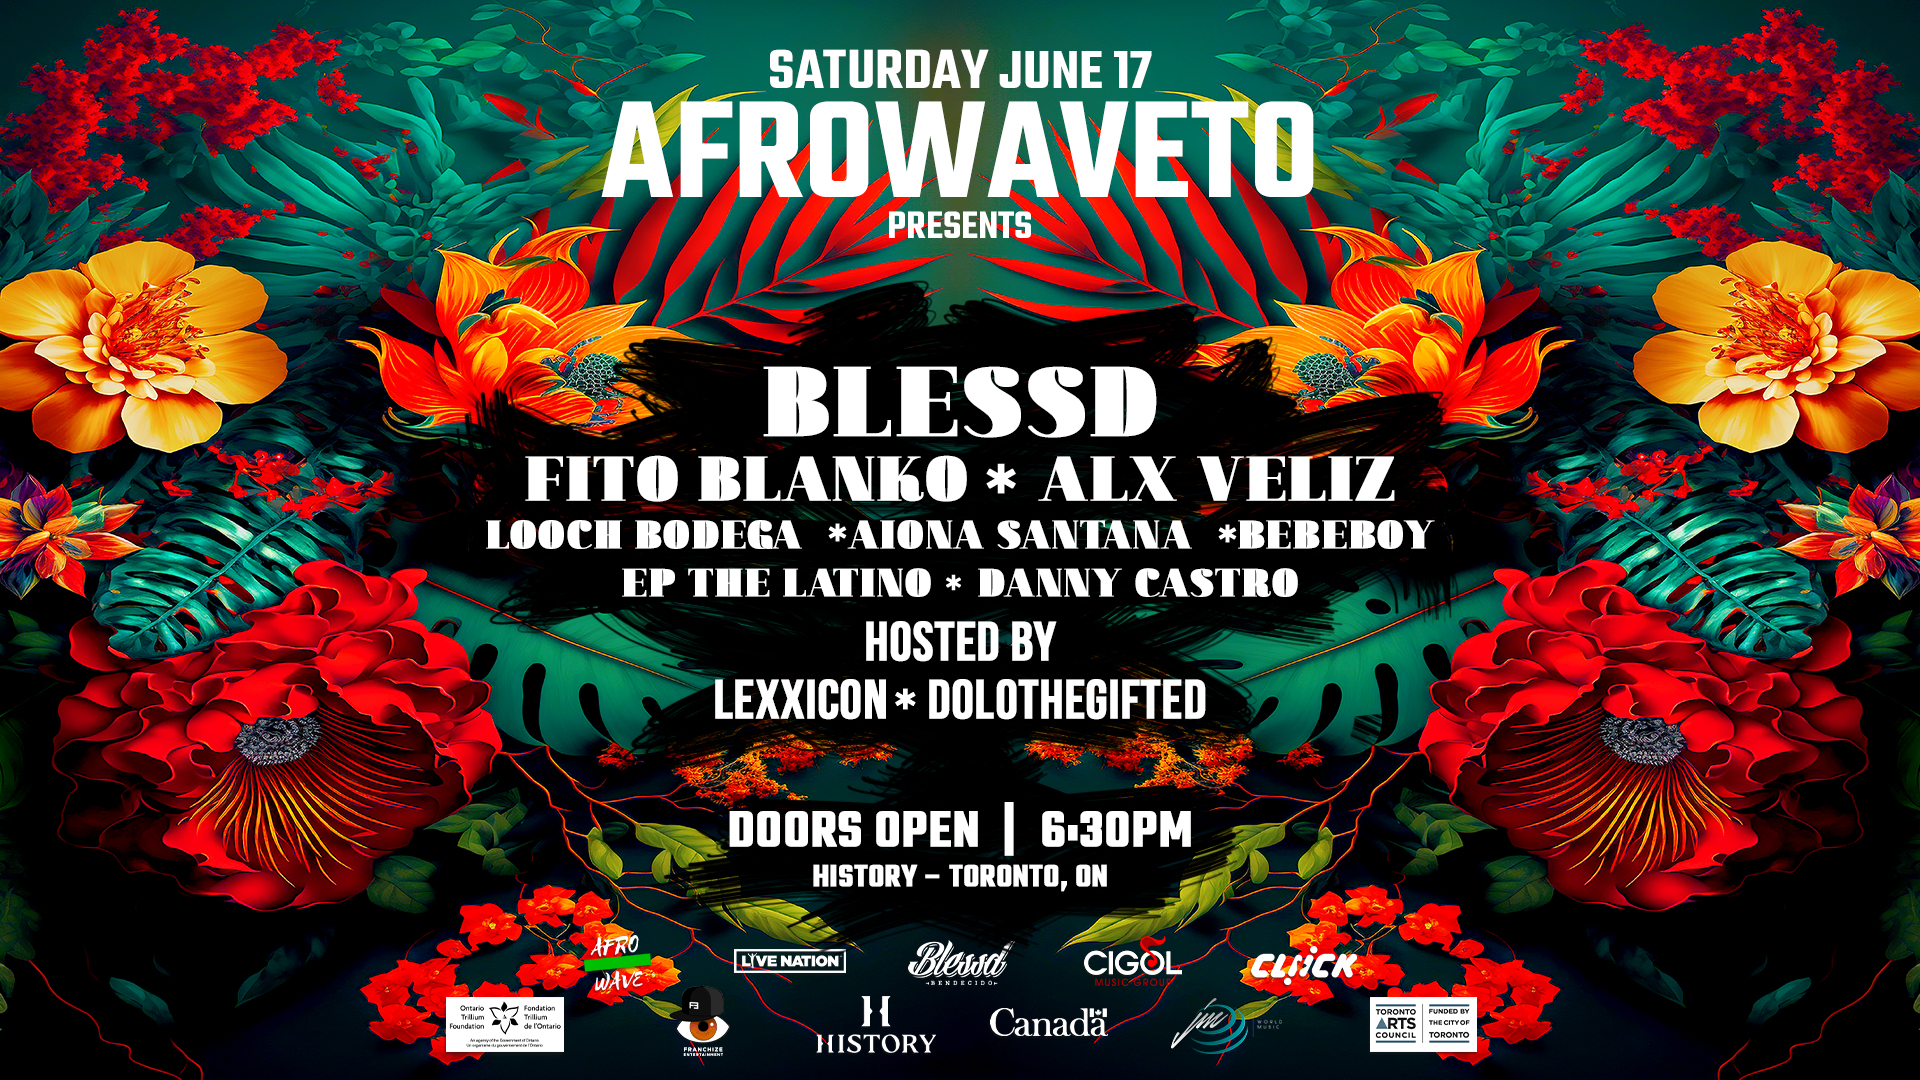 SATURDAY JUNE 17
AFROWAVETO
PRESENTS
BLESSD
FITO BLANKO * ALX VELIZ
LOOCH BODEGA *AIONA SANTANA *BEBEBOY
EP THE LATINO * DANNY CASTRO
HOSTED BY
LEXXICON * DOLOTHEGIFTED
DOORS OPEN | 6:30PM
HISTORY – TORONTO, ON
AFRO
WAVE
LIVE NATION
Blessd
-BENDECIDO-
CIGOL
MUSIC GROUP
CLIICK
Ontario
Trillium
Foundation
Fondation
Trillium
de l'Ontario
An agency of the Government of Ontario
Un organisme du gouvernement de l'Ontario
FRANCHIZE
ENTERTAINMENT
H
HISTORY
Canada
jm
WORLD
MUSIC
TORONTO
ARTS
COUNCIL
FUNDED BY
THE CITY OF
TORONTO